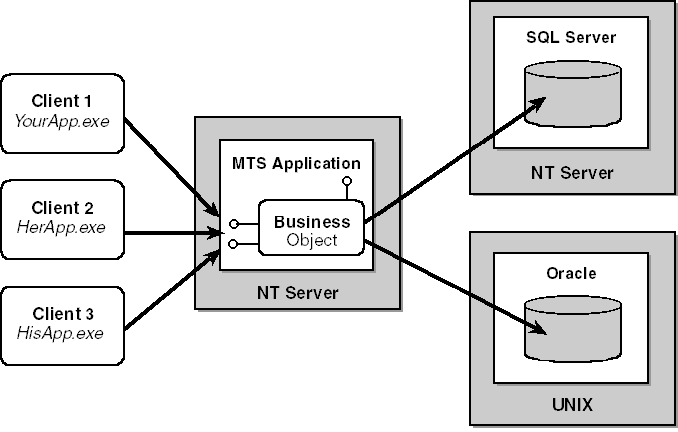 Client 1
YourApp.exe
Client 2
HerApp.exe
Client 3
HisApp.exe
MTS Application
Business
Object
NT Server
SQL Server
NT Server
Oracle
UNIX